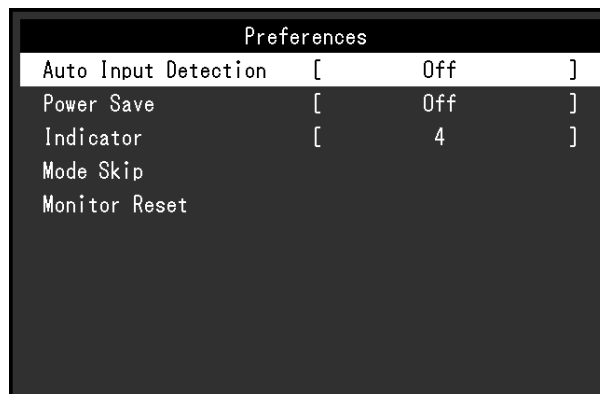 Preferences
Auto Input Detection [ Off ]
Power Save [ Off ]
Indicator [ 4 ]
Mode Skip
Monitor Reset